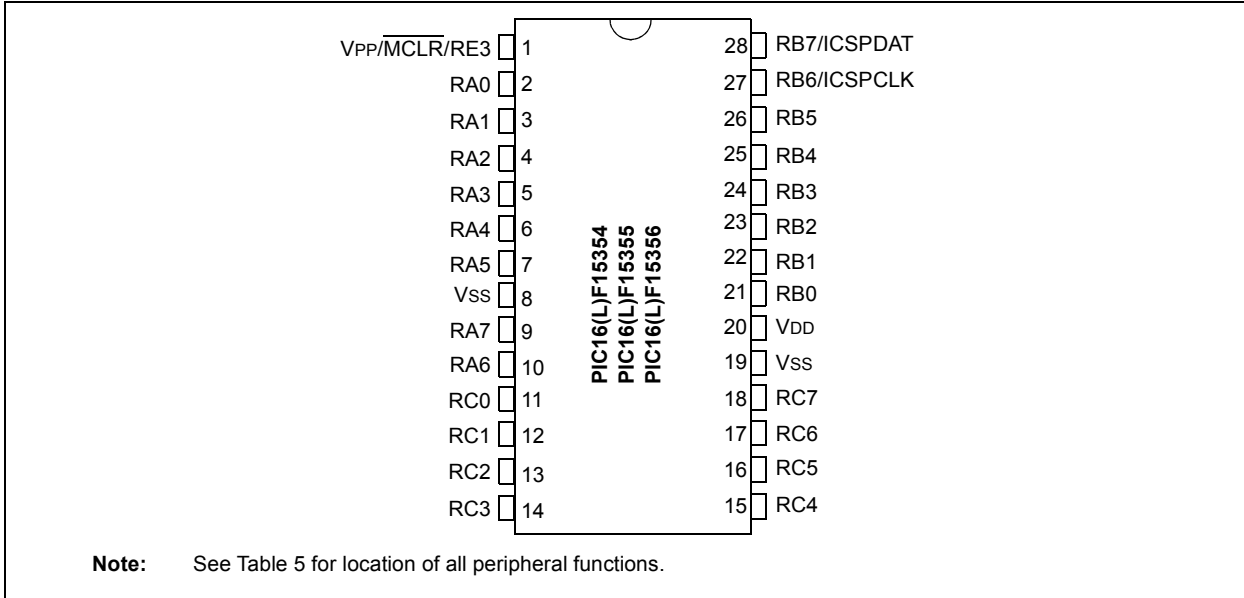 VPP/MCLR/RE3 1 28 RB7/ICSPDAT
RA0 2 27 RB6/ICSPCLK
RA1 3 26 RB5
RA2 4 25 RB4
RA3 5 24 RB3
RA4 6 23 RB2
RA5 7 22 RB1
VSS 8 21 RB0
RA7 9 20 VDD
RA6 10 19 VSS
RC0 11 18 RC7
RC1 12 17 RC6
RC2 13 16 RC5
RC3 14 15 RC4
PIC16(L)F15354
PIC16(L)F15355
PIC16(L)F15356
Note: See Table 5 for location of all peripheral functions.